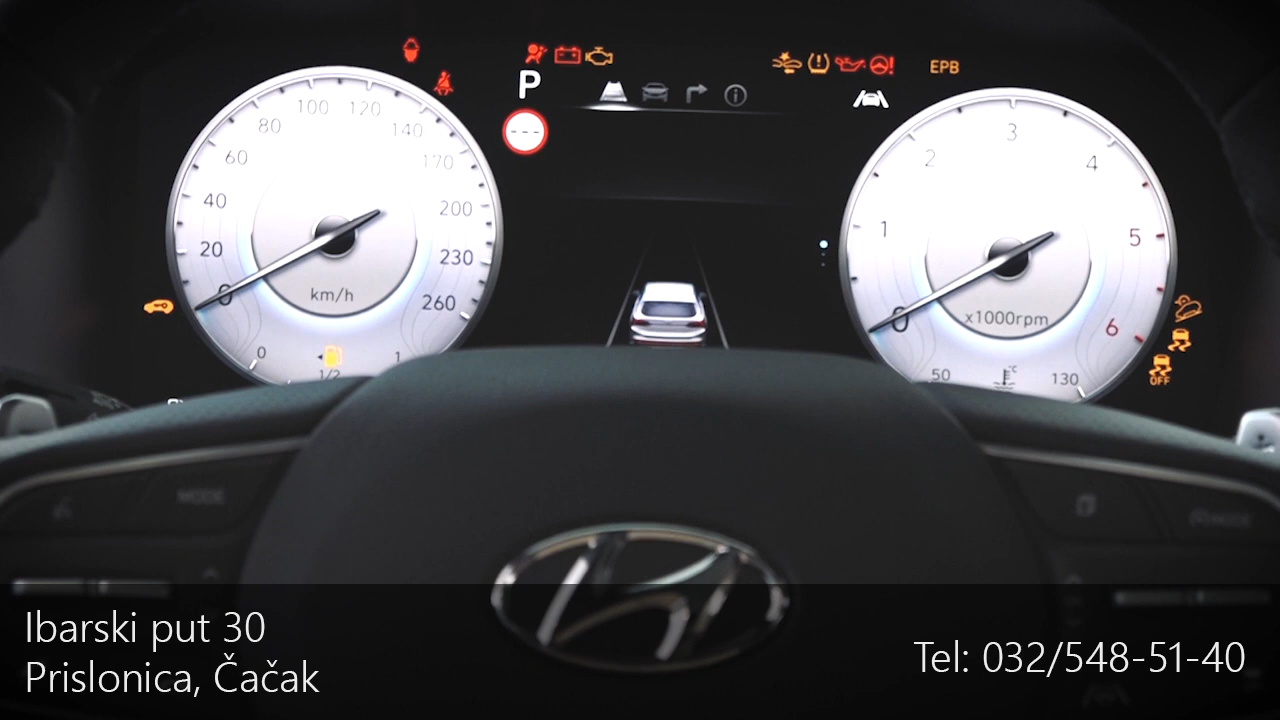 P
EPB
100 120
80 140
60 170
40 200
20 230
0 260
km/h
0 1/2 1
3
2 4
1 5
0 6
x1000rpm
50 °C 130
OFF
MODE
MODE
Ibarski put 30
Prislonica, Čačak
Tel: 032/548-51-40